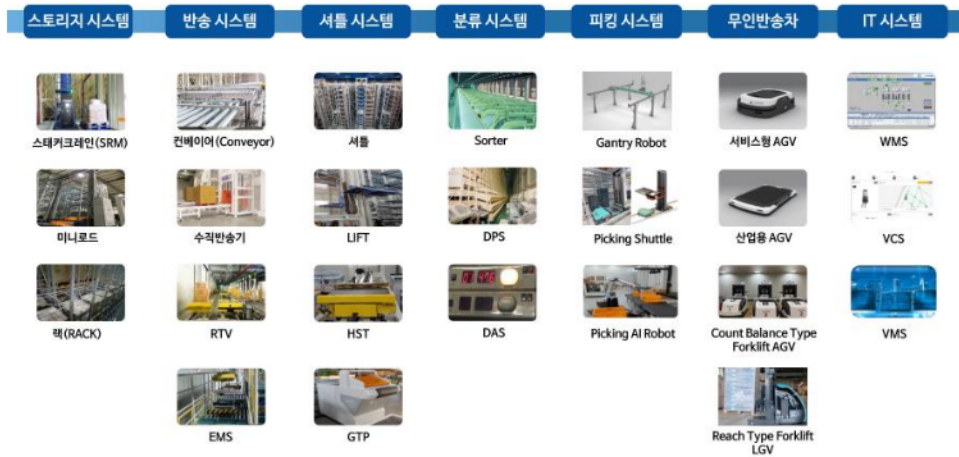 스토리지 시스템
반송 시스템
셔틀 시스템
분류 시스템
피킹 시스템
무인반송차
IT 시스템
스태커크레인(SRM)
컨베이어(Conveyor)
셔틀
Sorter
Gantry Robot
서비스형 AGV
WMS
미니로드
수직반송기
LIFT
DPS
Picking Shuttle
산업용 AGV
VCS
랙(RACK)
RTV
HST
DAS
Picking AI Robot
Count Balance Type
Forklift AGV
VMS
EMS
GTP
Reach Type Forklift
LGV